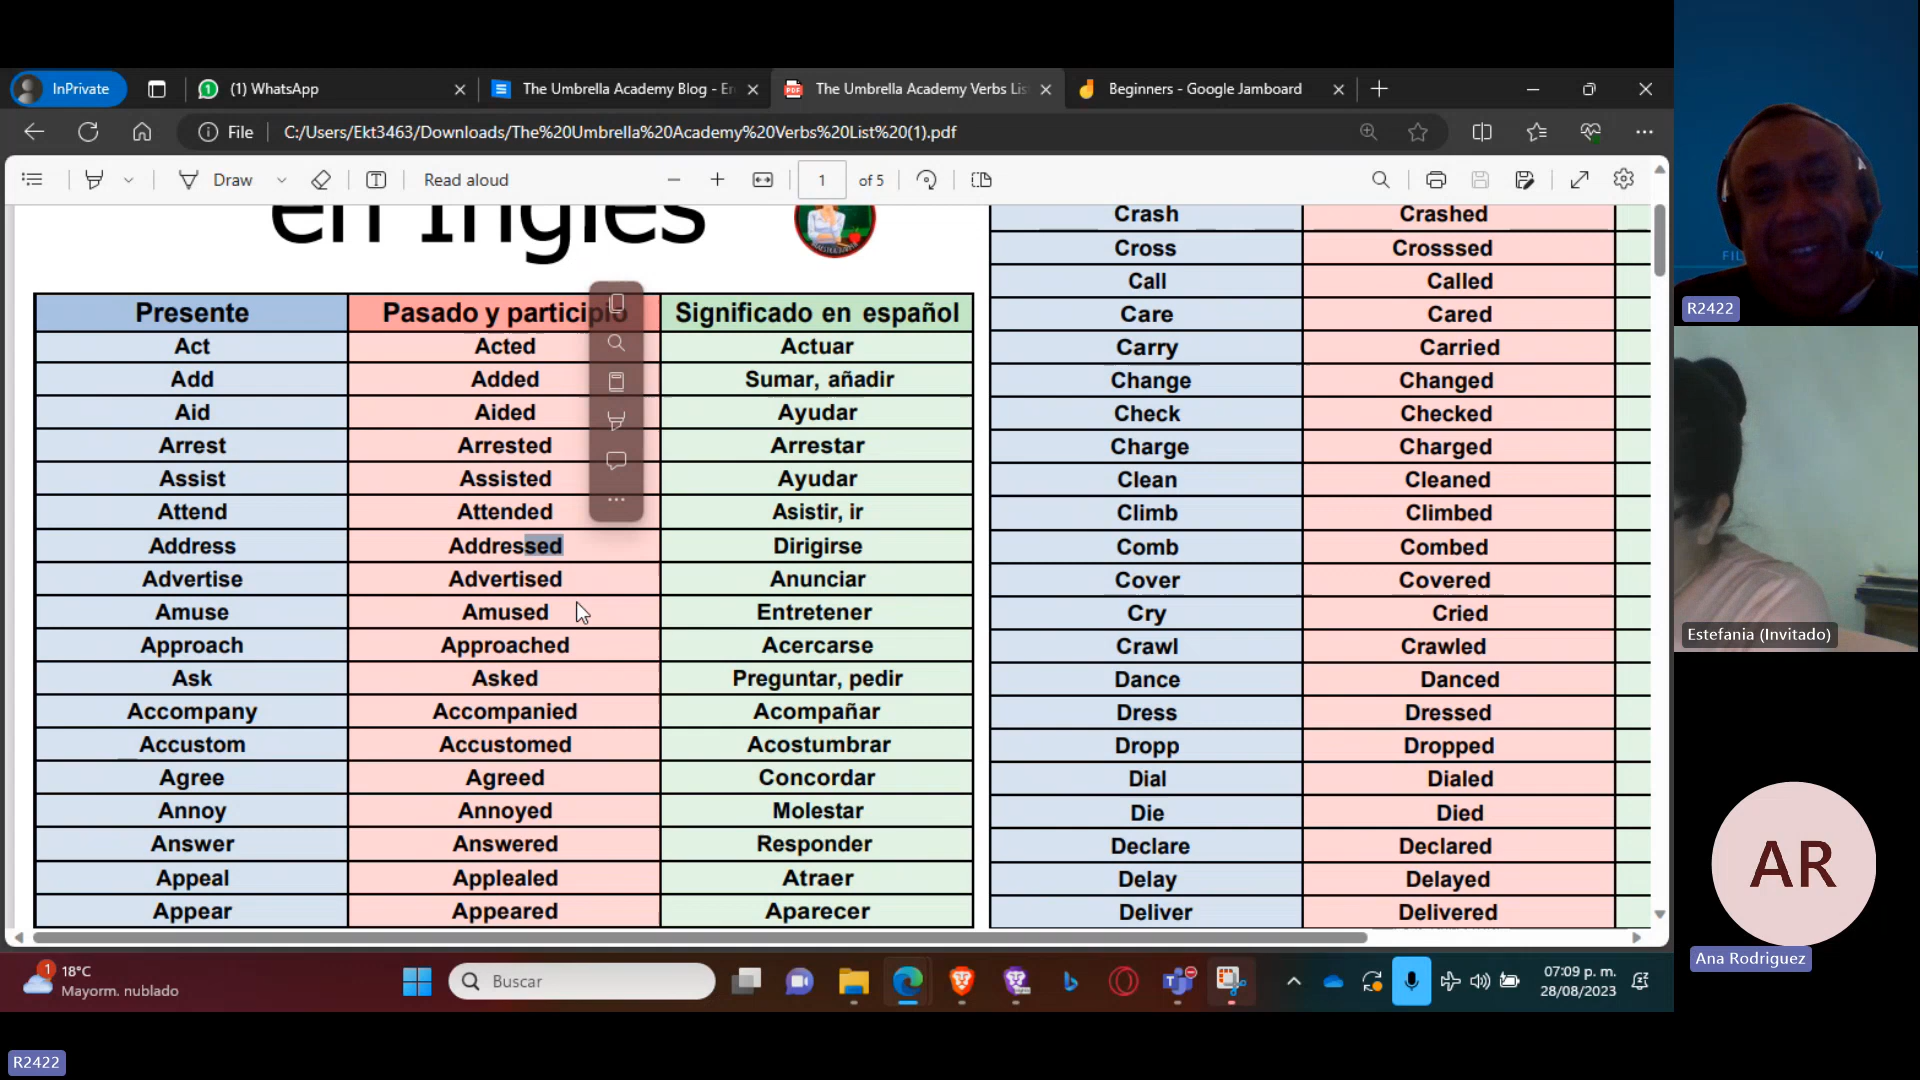 InPrivate
(1) WhatsApp
The Umbrella Academy Blog - En
The Umbrella Academy Verbs Lis
Beginners - Google Jamboard
File
C:/Users/Ekt3463/Downloads/The%20Umbrella%20Academy%20Verbs%20List%20(1).pdf
Draw
Read aloud
1
of 5
en Inglés
Presente Pasado y participio Significado en español
Act Acted Actuar
Add Added Sumar, añadir
Aid Aided Ayudar
Arrest Arrested Arrestar
Assist Assisted Ayudar
Attend Attended Asistir, ir
Address Addressed Dirigirse
Advertise Advertised Anunciar
Amuse Amused Entretener
Approach Approached Acercarse
Ask Asked Preguntar, pedir
Accompany Accompanied Acompañar
Accustom Accustomed Acostumbrar
Agree Agreed Concordar
Annoy Annoyed Molestar
Answer Answered Responder
Appeal Applealed Atraer
Appear Appeared Aparecer
Crash Crashed
Cross Crosssed
Call Called
Care Cared
Carry Carried
Change Changed
Check Checked
Charge Charged
Clean Cleaned
Climb Climbed
Comb Combed
Cover Covered
Cry Cried
Crawl Crawled
Dance Danced
Dress Dressed
Dropp Dropped
Dial Dialed
Die Died
Declare Declared
Delay Delayed
Deliver Delivered
R2422
Estefania (Invitado)
AR
Ana Rodriguez
1
18°C
Mayorm. nublado
Buscar
07:09 p. m.
28/08/2023
R2422